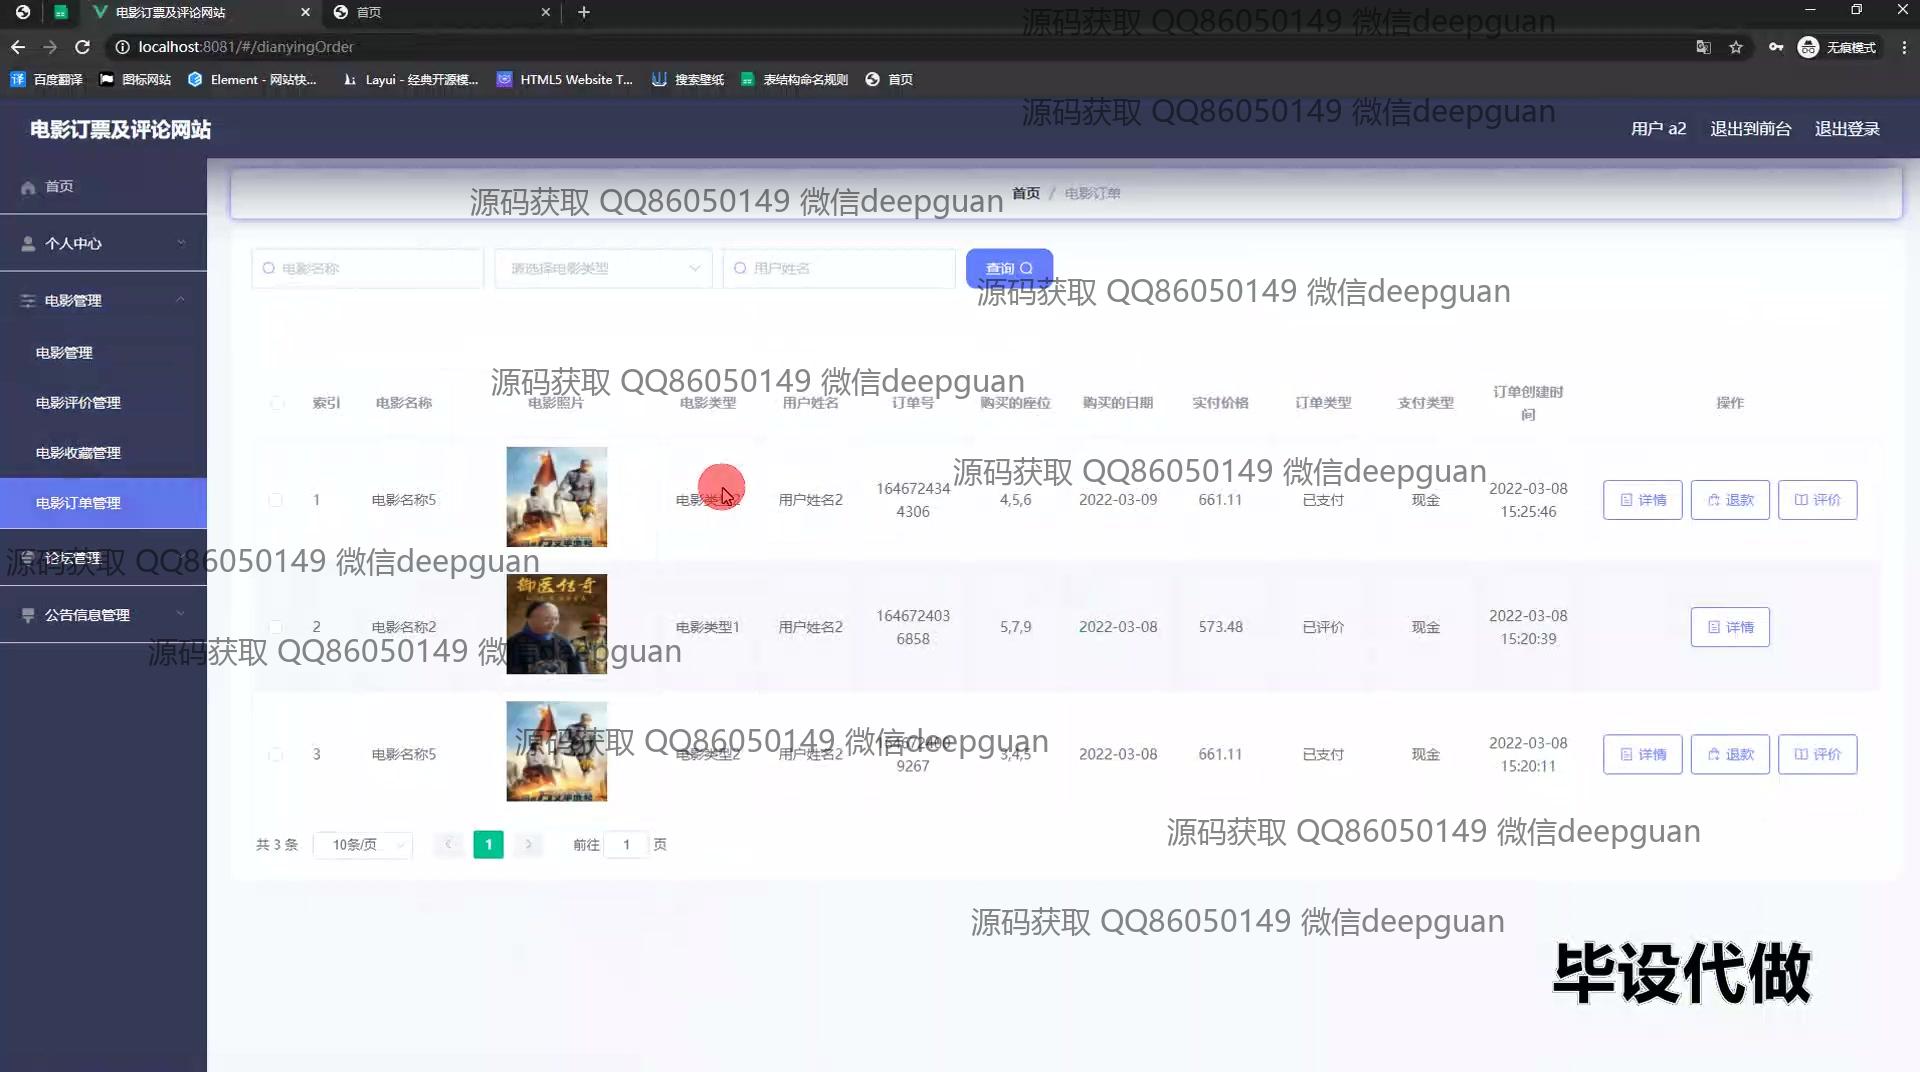 电影订票及评论网站
首页
localhost:8081/#/dianyingOrder
无痕模式
百度翻译
图标网站
Element - 网站快...
Layui - 经典开源模...
HTML5 Website T...
搜索壁纸
表结构命名规则
首页
源码获取 QQ86050149 微信deepguan
源码获取 QQ86050149 微信deepguan
电影订票及评论网站
用户 a2
退出到前台
退出登录
首页
个人中心
电影管理
电影管理
电影评价管理
电影收藏管理
电影订单管理
论坛管理
公告信息管理
源码获取 QQ86050149 微信deepguan
首页 / 电影订单
电影名称
请选择电影类型
用户姓名
查询
源码获取 QQ86050149 微信deepguan
源码获取 QQ86050149 微信deepguan
索引 电影名称 电影照片 电影类型 用户姓名 订单号 购买的座位 购买的日期 实付价格 订单类型 支付类型 订单创建时间 操作
源码获取 QQ86050149 微信deepguan
1 电影名称5 电影类型2 用户姓名2 1646724344306 4,5,6 2022-03-09 661.11 已支付 现金 2022-03-08 15:25:46 详情 退款 评价
源码获取 QQ86050149 微信deepguan
御医传奇
2 电影名称2 电影类型1 用户姓名2 1646724036858 5,7,9 2022-03-08 573.48 已评价 现金 2022-03-08 15:20:39 详情
源码获取 QQ86050149 微信deepguan
源码获取 QQ86050149 微信deepguan
3 电影名称5 电影类型2 用户姓名2 9267 3,4,5 2022-03-08 661.11 已支付 现金 2022-03-08 15:20:11 详情 退款 评价
共 3 条 10条/页 1 前往 1 页
源码获取 QQ86050149 微信deepguan
源码获取 QQ86050149 微信deepguan
毕设代做